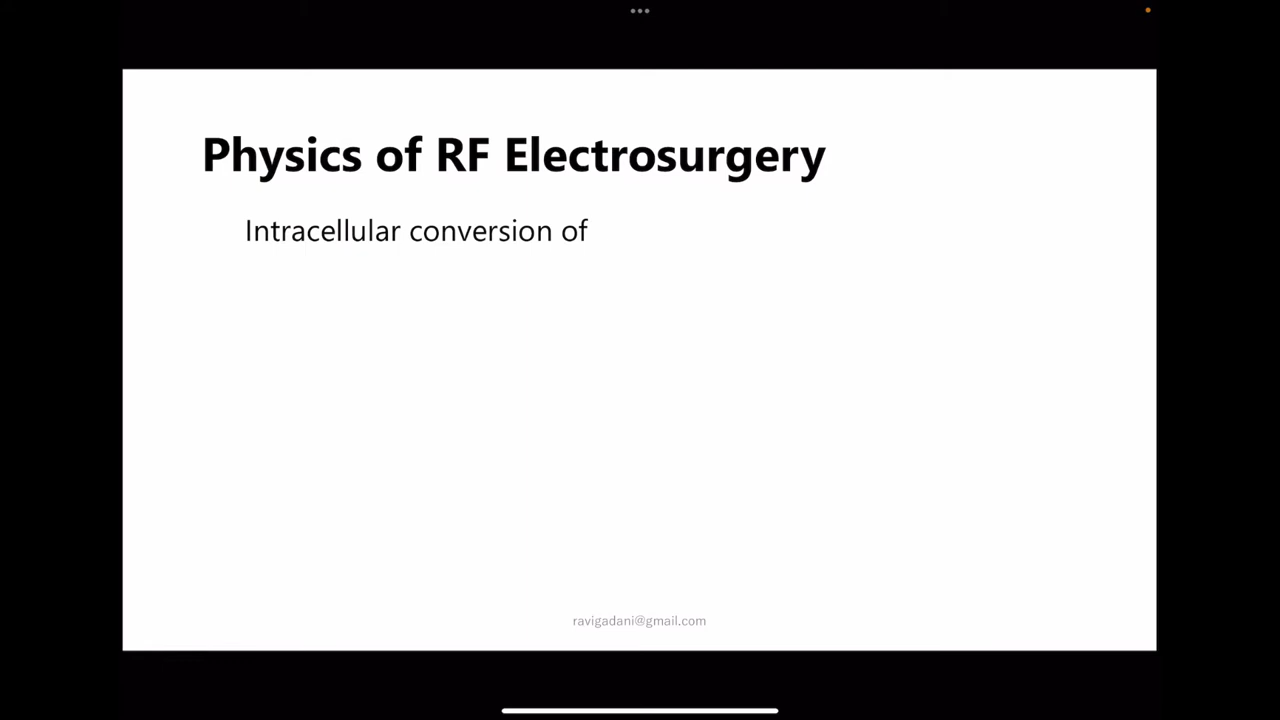 Physics of RF Electrosurgery
Intracellular conversion of
ravigadani@gmail.com